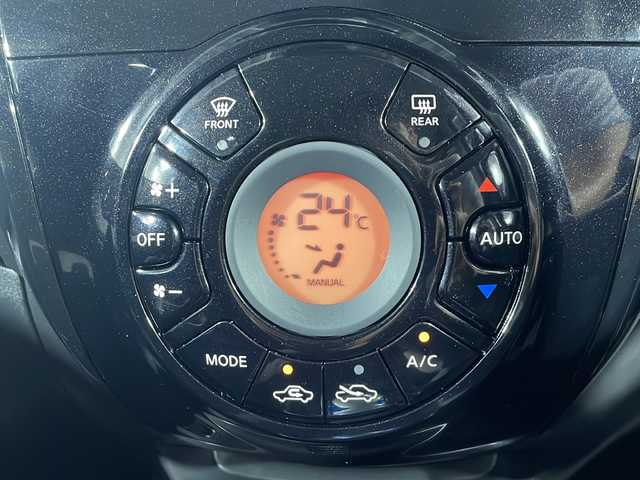 FRONT
REAR
+
24°C
OFF
AUTO
MANUAL
−
MODE
A/C